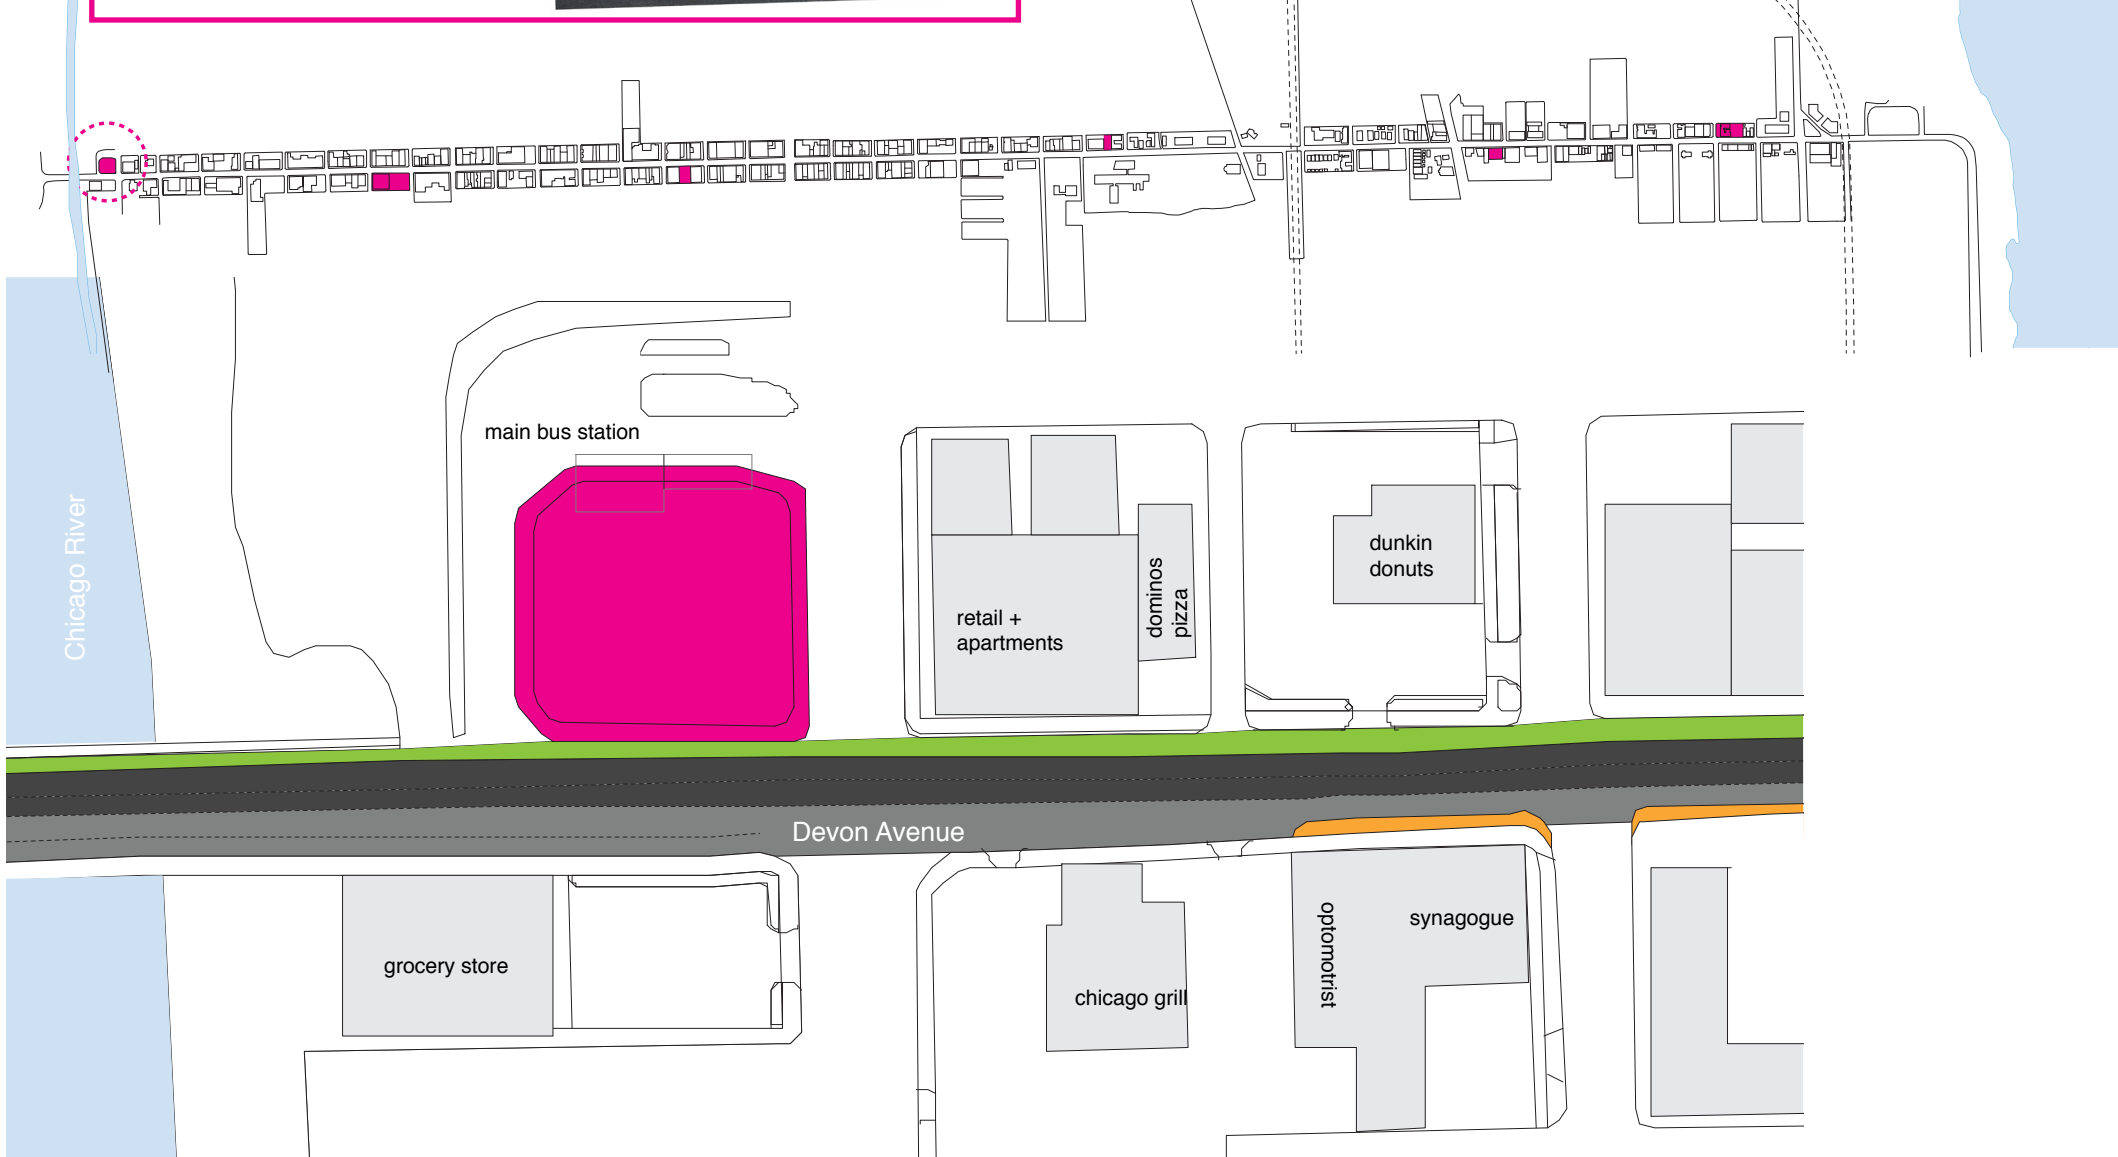 main bus station
Chicago River
dunkin
donuts
dominos
pizza
retail +
apartments
Devon Avenue
optomotrist
synagogue
grocery store
chicago grill